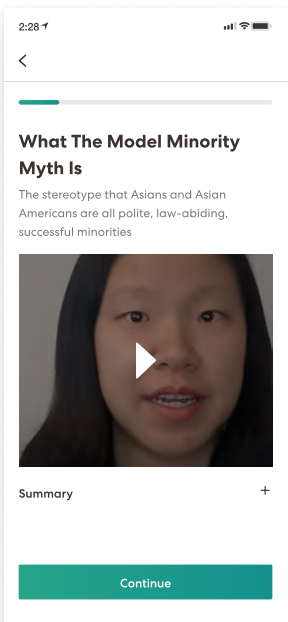 2:28
What The Model Minority
Myth Is
The stereotype that Asians and Asian
Americans are all polite, law-abiding,
successful minorities
Summary
Continue